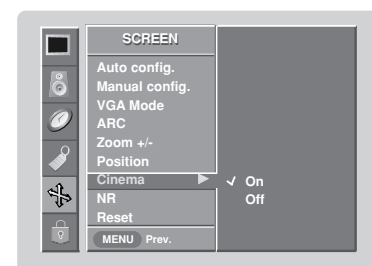 SCREEN
Auto config.
Manual config.
VGA Mode
ARC
Zoom +/-
Position
Cinema ▶ ✓ On
NR Off
Reset
MENU Prev.